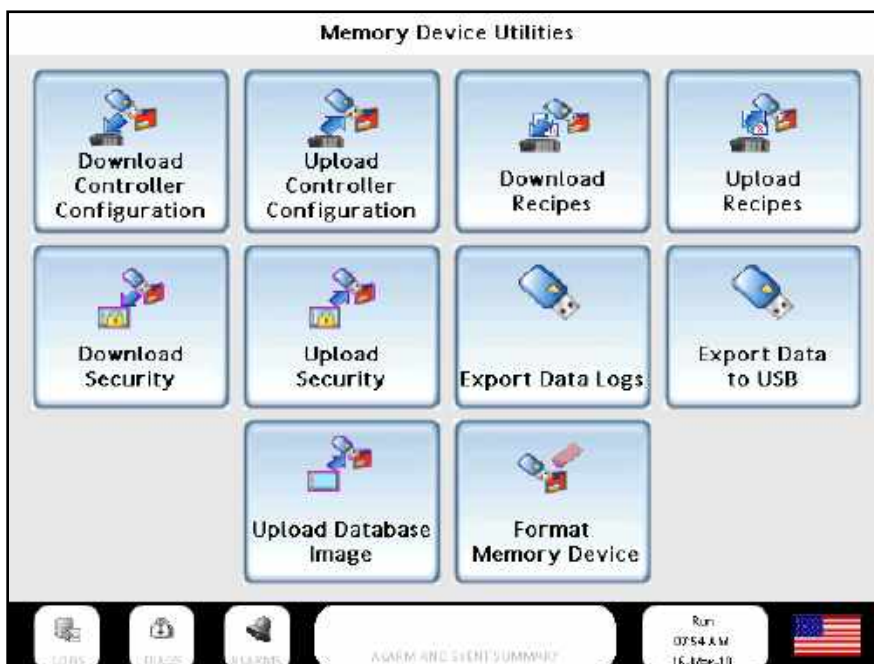 Memory Device Utilities
Download
Controller
Configuration
Upload
Controller
Configuration
Download
Recipes
Upload
Recipes
Download
Security
Upload
Security
Export Data Logs
Export Data
to USB
Upload Database
Image
Format
Memory Device
ALARMS
ALARM AND EVENT SUMMARY
Run
07:54 AM